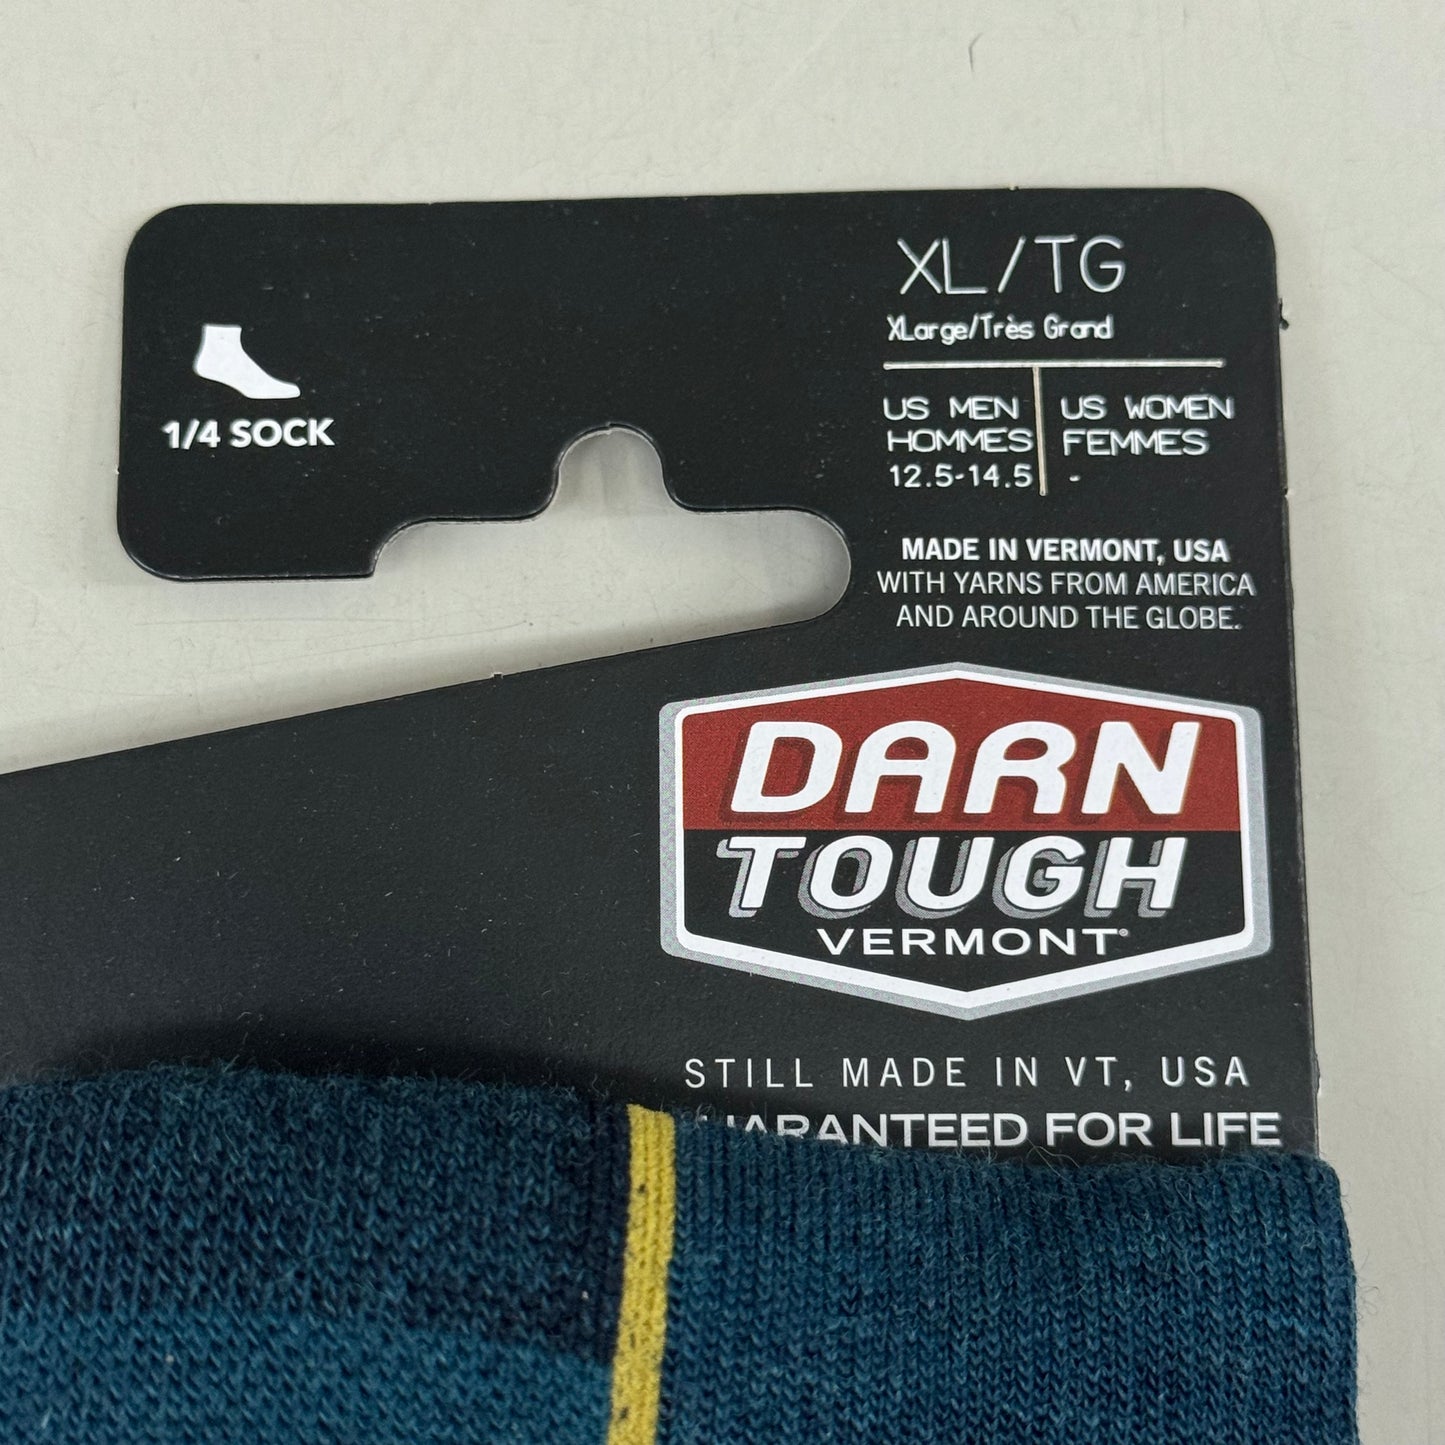 1/4 SOCK
XL/TG
XLarge/Très Grand
US MEN
HOMMES
12.5-14.5
US WOMEN
FEMMES
-
MADE IN VERMONT, USA
WITH YARNS FROM AMERICA
AND AROUND THE GLOBE.
DARN
TOUGH
VERMONT®
STILL MADE IN VT, USA
GUARANTEED FOR LIFE